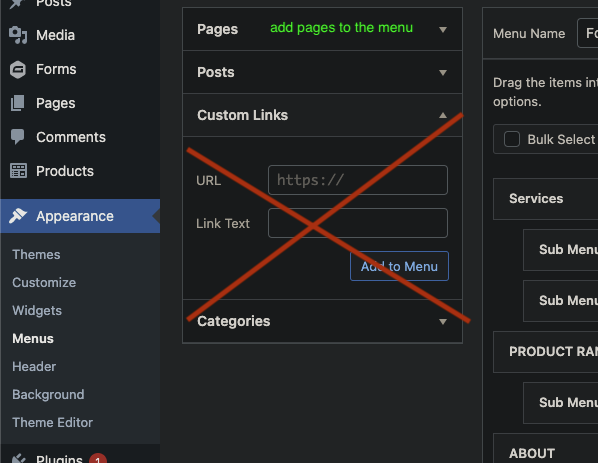 Posts
Media
Forms
Pages
Comments
Products
Appearance
Themes
Customize
Widgets
Menus
Header
Background
Theme Editor
Plugins 1
Pages add pages to the menu
Posts
Custom Links
URL https://
Link Text
Add to Menu
Categories
Menu Name Fo
Drag the items int
options.
Bulk Select
Services
Sub Menu
Sub Menu
PRODUCT RAN
Sub Menu
ABOUT